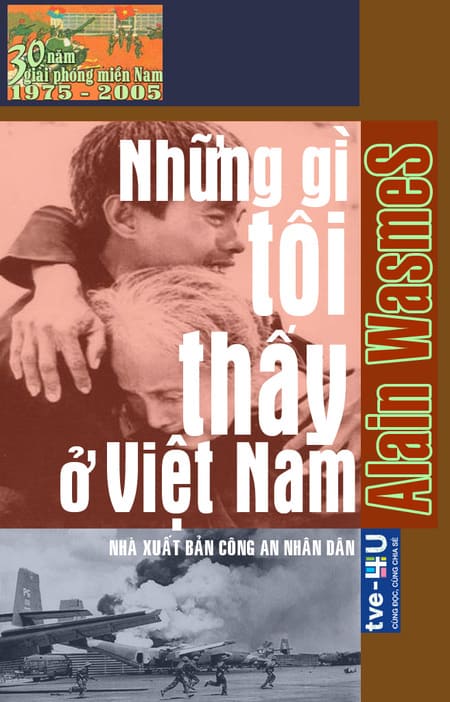 30 năm
giải phóng miền Nam
1975 - 2005
Những gì
tôi
thấy
ở Việt Nam
Alain Wasmes
NHÀ XUẤT BẢN CÔNG AN NHÂN DÂN
tve-4U
CÙNG ĐỌC, CÙNG CHIA SẺ
PG